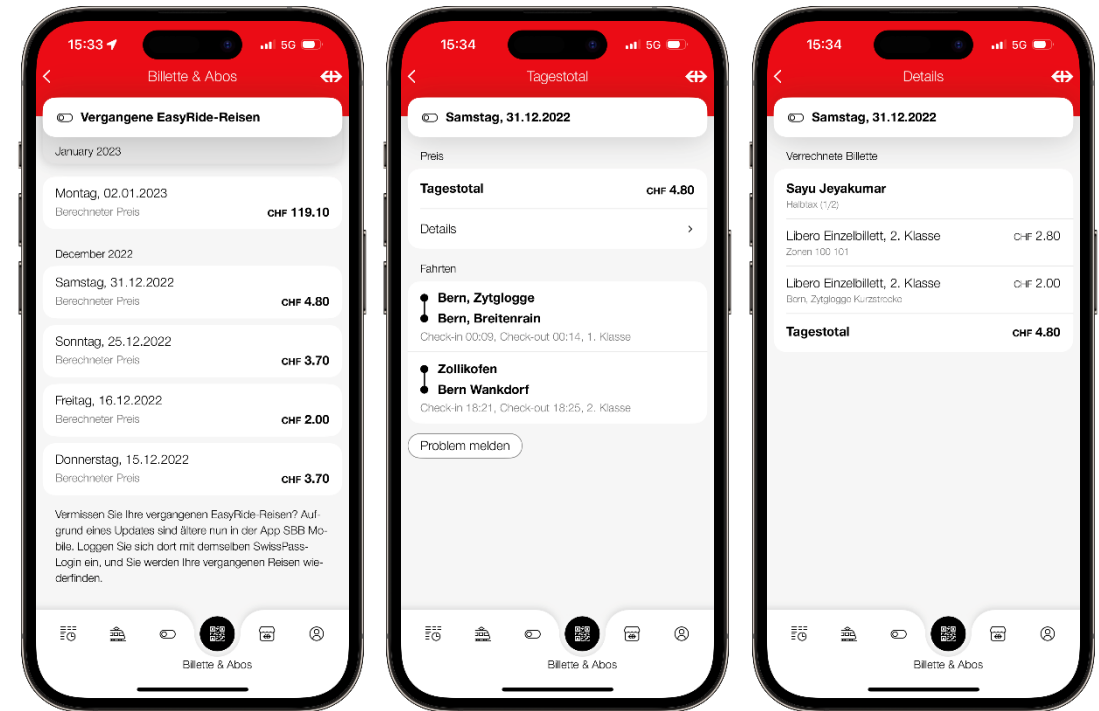 15:33
5G
Billette & Abos
Vergangene EasyRide-Reisen
January 2023
Montag, 02.01.2023
Berechneter Preis
CHF 119.10
December 2022
Samstag, 31.12.2022
Berechneter Preis
CHF 4.80
Sonntag, 25.12.2022
Berechneter Preis
CHF 3.70
Freitag, 16.12.2022
Berechneter Preis
CHF 2.00
Donnerstag, 15.12.2022
Berechneter Preis
CHF 3.70
Vermissen Sie Ihre vergangenen EasyRide-Reisen? Auf-
grund eines Updates sind ältere nun in der App SBB Mo-
bile. Loggen Sie sich dort mit demselben SwissPass-
Login ein, und Sie werden Ihre vergangenen Reisen wie-
derfinden.
Billette & Abos
15:34
5G
Tagestotal
Samstag, 31.12.2022
Preis
Tagestotal
CHF 4.80
Details
Fahrten
Bern, Zytglogge
Bern, Breitenrain
Check-in 00:09, Check-out 00:14, 1. Klasse
Zollikofen
Bern Wankdorf
Check-in 18:21, Check-out 18:25, 2. Klasse
Problem melden
Billette & Abos
15:34
5G
Details
Samstag, 31.12.2022
Verrechnete Billette
Sayu Jeyakumar
Halbtax (1/2)
Libero Einzelbillett, 2. Klasse
CHF 2.80
Zonen 100 101
Libero Einzelbillett, 2. Klasse
CHF 2.00
Bern, Zytglogge Kurzstrecke
Tagestotal
CHF 4.80
Billette & Abos